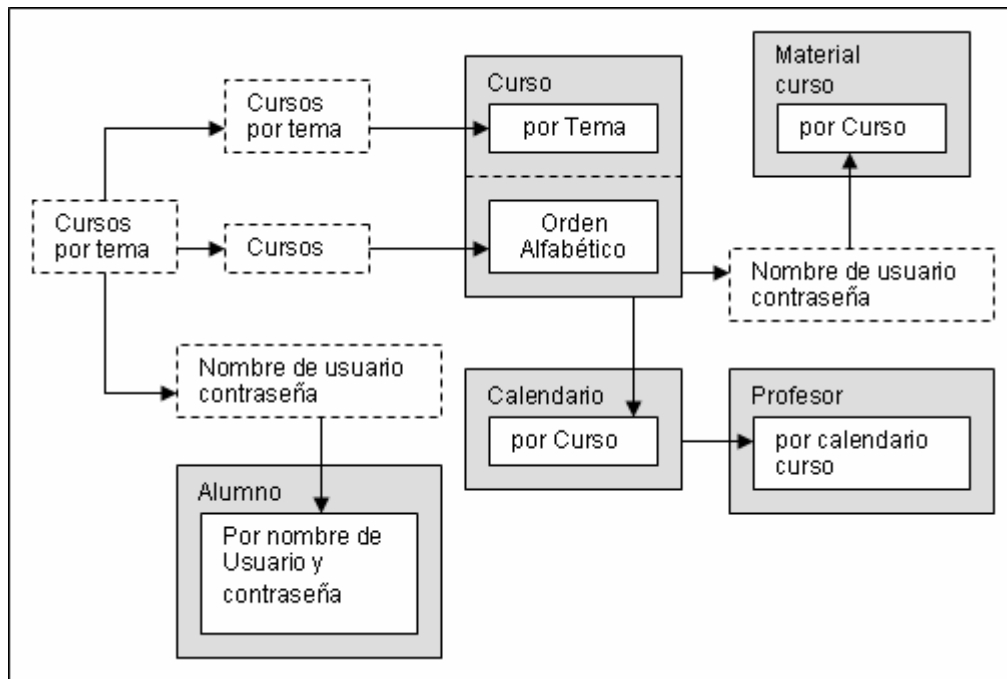 Cursos
por tema
Cursos
por tema
Cursos
Nombre de usuario
contraseña
Alumno
Por nombre de
Usuario y
contraseña
Curso
por Tema
Orden
Alfabético
Material
curso
por Curso
Nombre de usuario
contraseña
Calendario
por Curso
Profesor
por calendario
curso